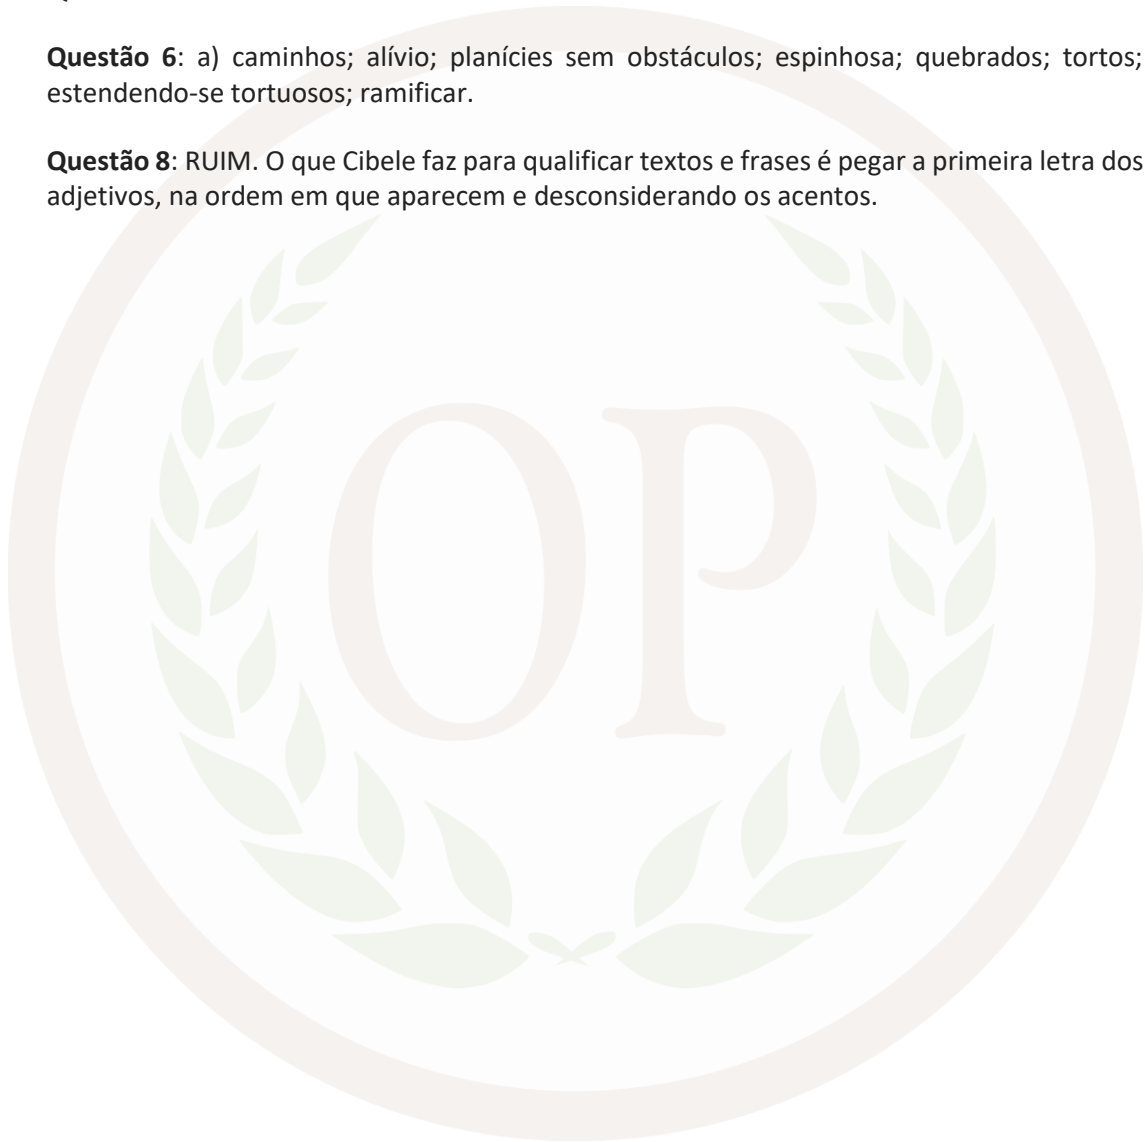 Questão 6: a) caminhos; alívio; planícies sem obstáculos; espinhosa; quebrados; tortos;
estendendo-se tortuosos; ramificar.
Questão 8: RUIM. O que Cibele faz para qualificar textos e frases é pegar a primeira letra dos
adjetivos, na ordem em que aparecem e desconsiderando os acentos.
OP